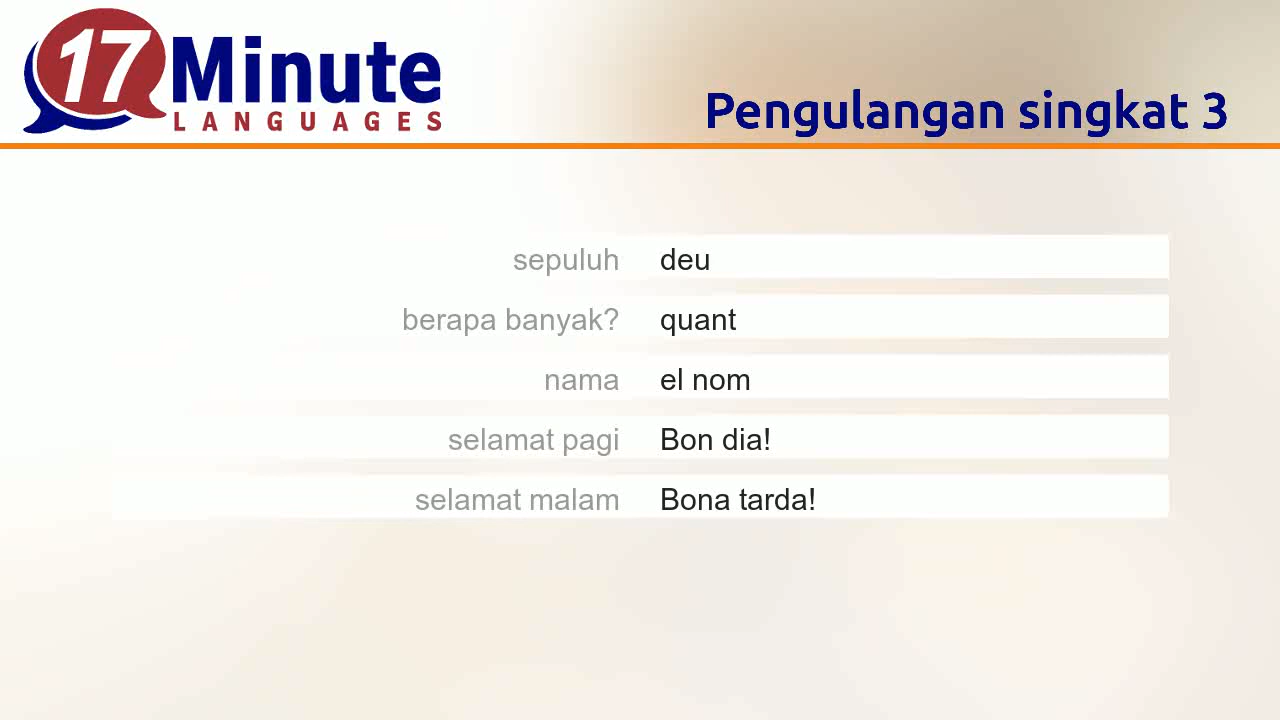 17 Minute
LANGUAGES
Pengulangan singkat 3
sepuluh deu
berapa banyak? quant
nama el nom
selamat pagi Bon dia!
selamat malam Bona tarda!